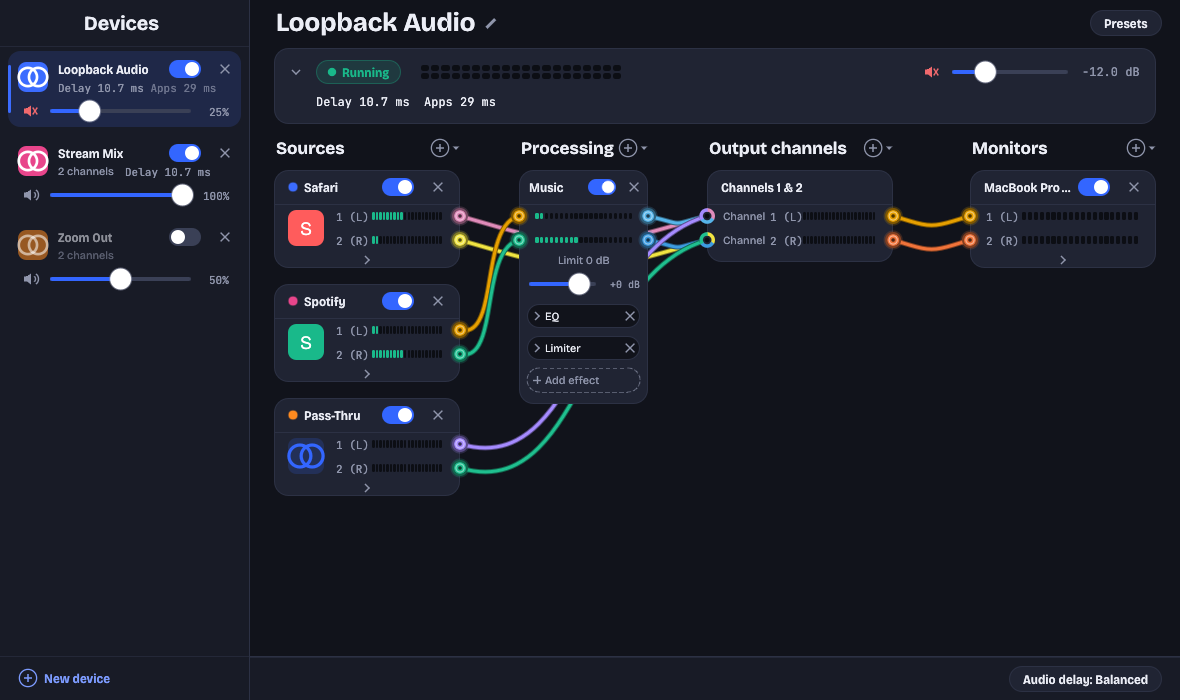 Devices
Loopback Audio
Delay 10.7 ms Apps 29 ms
25%
Stream Mix
2 channels Delay 10.7 ms
100%
Zoom Out
2 channels
50%
New device
Loopback Audio
Presets
Running
-12.0 dB
Delay 10.7 ms Apps 29 ms
Sources
Processing
Output channels
Monitors
Safari
S
1 (L)
2 (R)
Spotify
S
1 (L)
2 (R)
Pass-Thru
1 (L)
2 (R)
Music
Limit 0 dB
+0 dB
EQ
Limiter
+ Add effect
Channels 1 & 2
Channel 1 (L)
Channel 2 (R)
MacBook Pro ...
1 (L)
2 (R)
Audio delay: Balanced